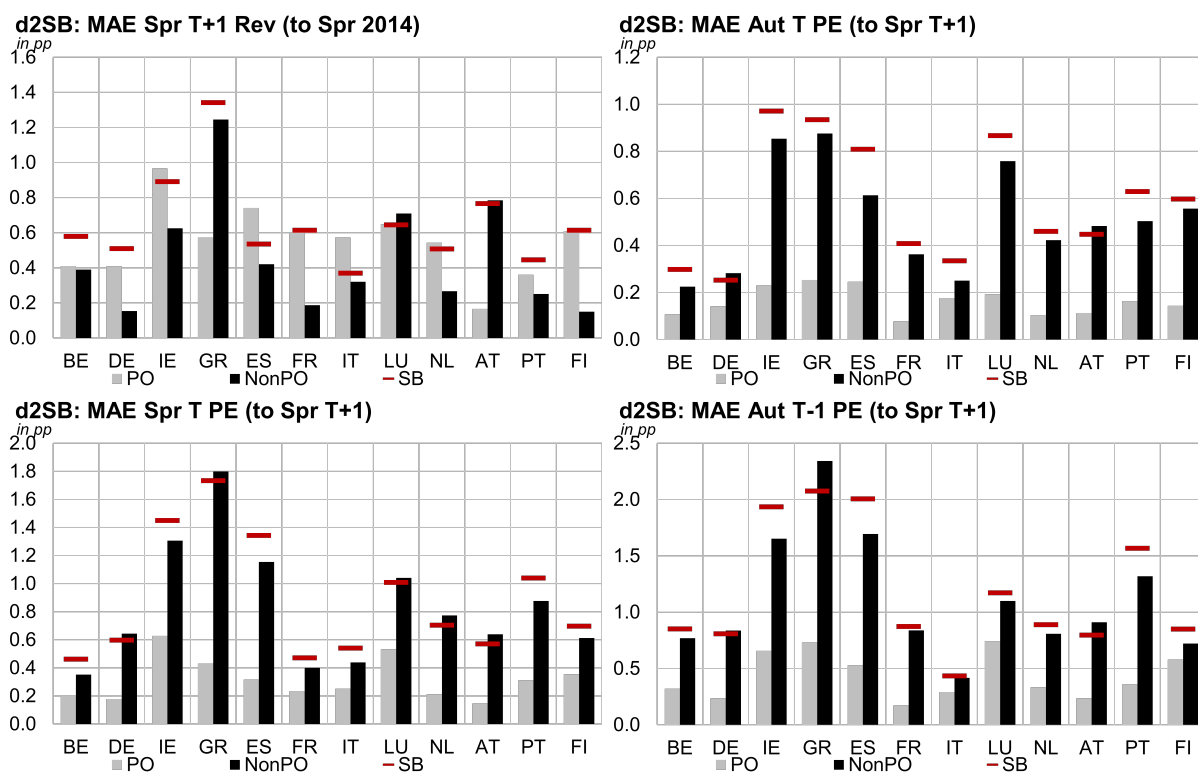 d2SB: MAE Spr T+1 Rev (to Spr 2014)
in pp
1.6
1.4
1.2
1.0
0.8
0.6
0.4
0.2
0.0
BE DE IE GR ES FR IT LU NL AT PT FI
PO NonPO SB
d2SB: MAE Aut T PE (to Spr T+1)
in pp
1.2
1.0
0.8
0.6
0.4
0.2
0.0
BE DE IE GR ES FR IT LU NL AT PT FI
PO NonPO SB
d2SB: MAE Spr T PE (to Spr T+1)
in pp
2.0
1.8
1.6
1.4
1.2
1.0
0.8
0.6
0.4
0.2
0.0
BE DE IE GR ES FR IT LU NL AT PT FI
PO NonPO SB
d2SB: MAE Aut T-1 PE (to Spr T+1)
in pp
2.5
2.0
1.5
1.0
0.5
0.0
BE DE IE GR ES FR IT LU NL AT PT FI
PO NonPO SB